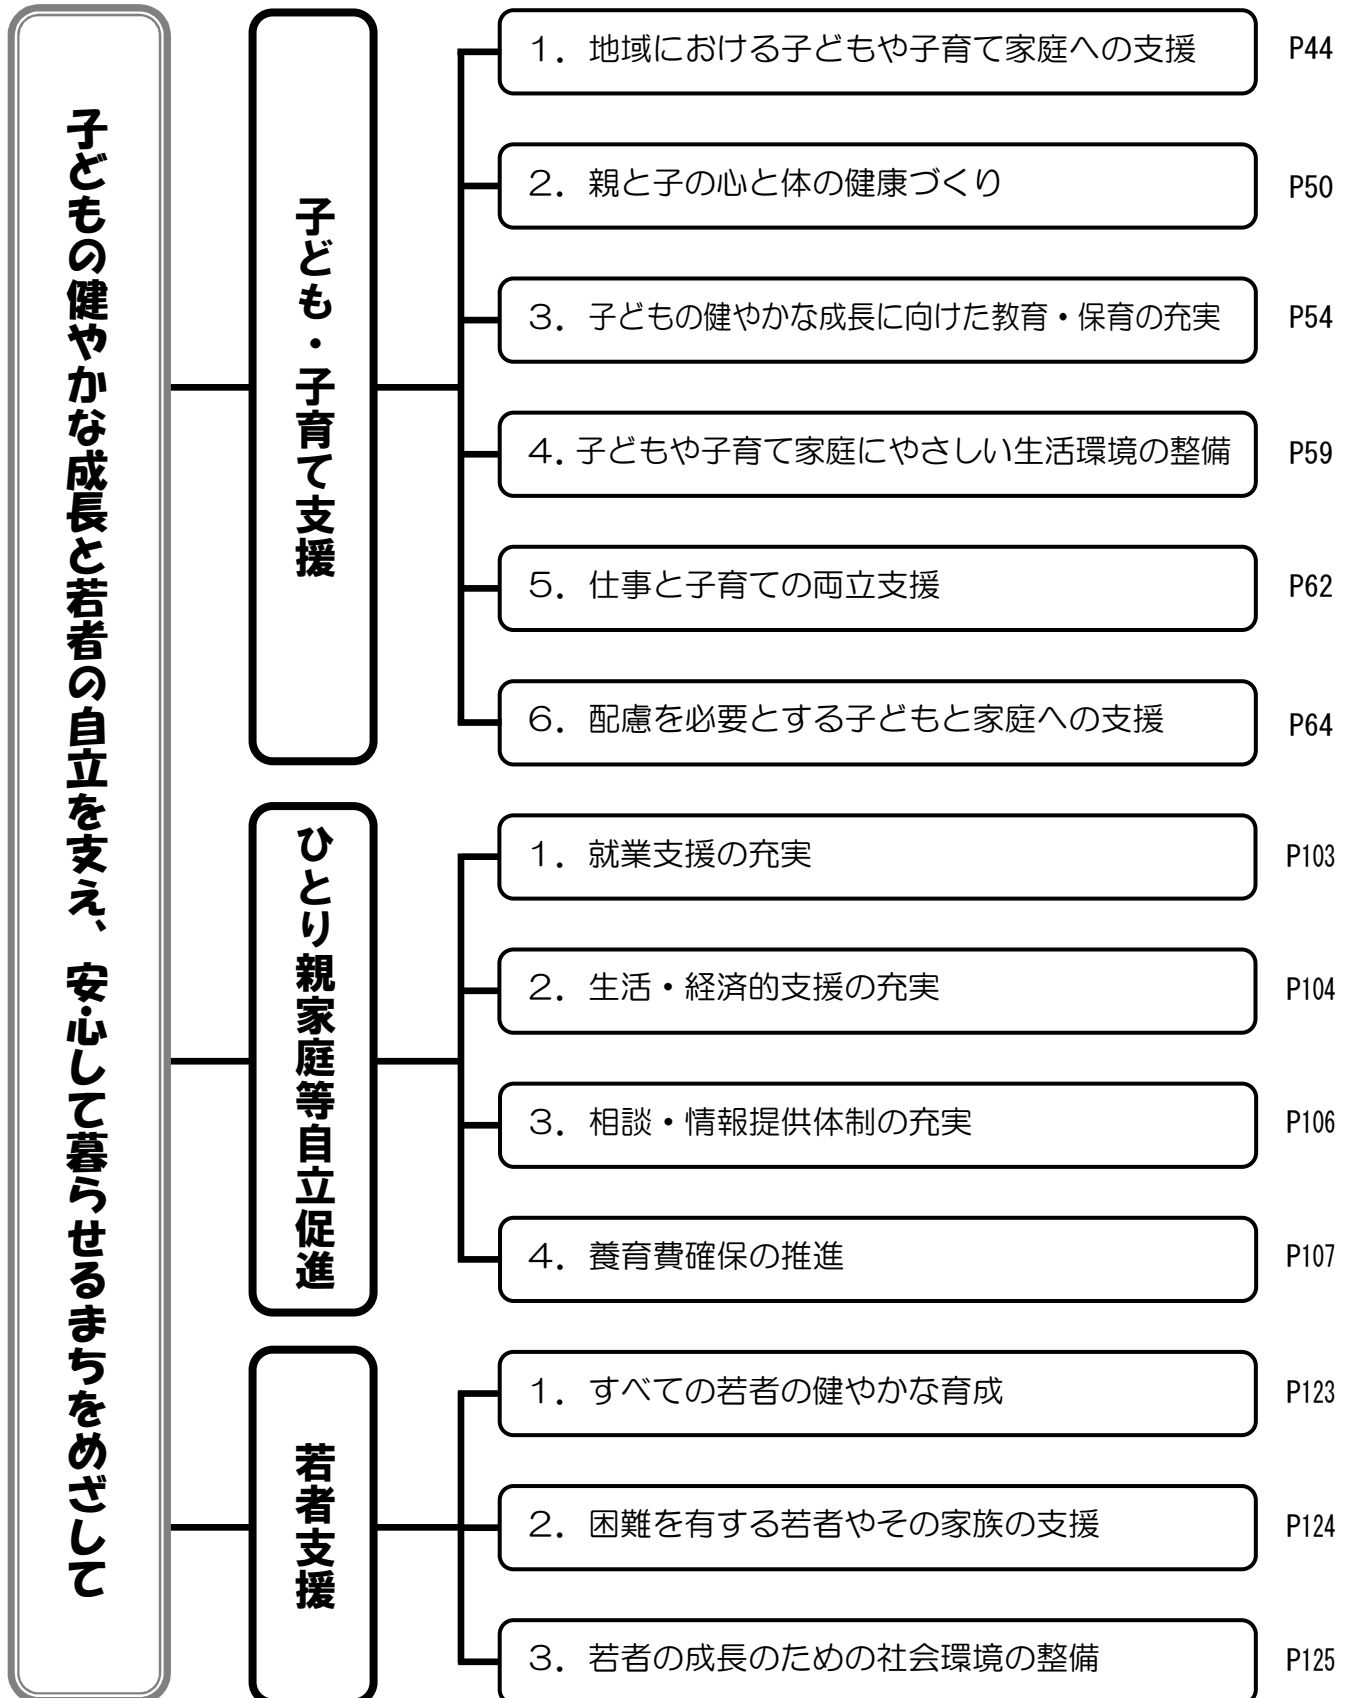 子どもの健やかな成長と若者の自立を支え、安心して暮らせるまちをめざして
子ども・子育て支援
１．地域における子どもや子育て家庭への支援 P44
２．親と子の心と体の健康づくり P50
３．子どもの健やかな成長に向けた教育・保育の充実 P54
４．子どもや子育て家庭にやさしい生活環境の整備 P59
５．仕事と子育ての両立支援 P62
６．配慮を必要とする子どもと家庭への支援 P64
ひとり親家庭等自立促進
１．就業支援の充実 P103
２．生活・経済的支援の充実 P104
３．相談・情報提供体制の充実 P106
４．養育費確保の推進 P107
若者支援
１．すべての若者の健やかな育成 P123
２．困難を有する若者やその家族の支援 P124
３．若者の成長のための社会環境の整備 P125